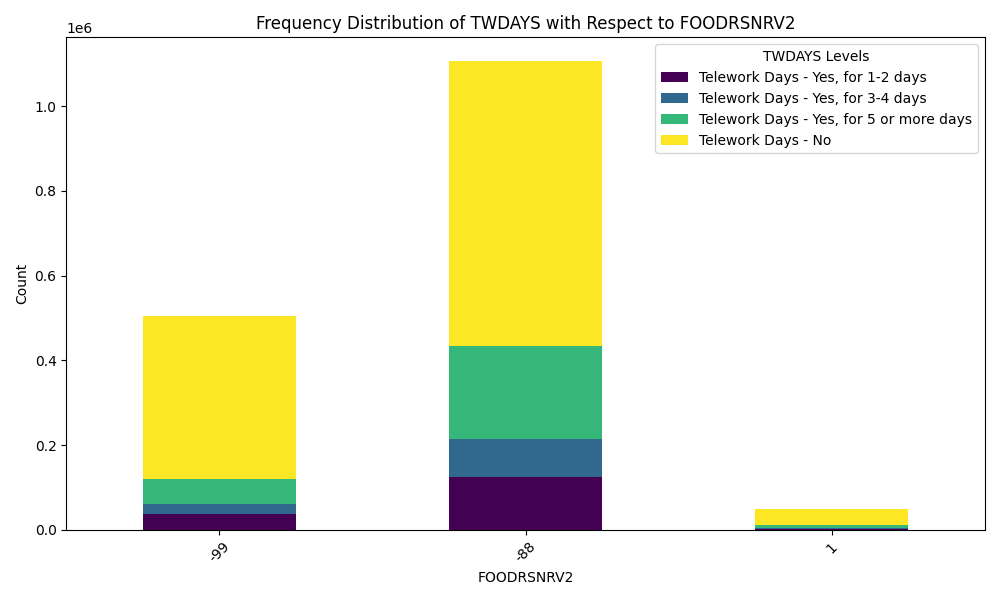 Frequency Distribution of TWDAYS with Respect to FOODRSNRV2
1e6
TWDAYS Levels
Telework Days - Yes, for 1-2 days
Telework Days - Yes, for 3-4 days
Telework Days - Yes, for 5 or more days
Telework Days - No
1.0
0.8
0.6
0.4
0.2
0.0
Count
-99
-88
1
FOODRSNRV2